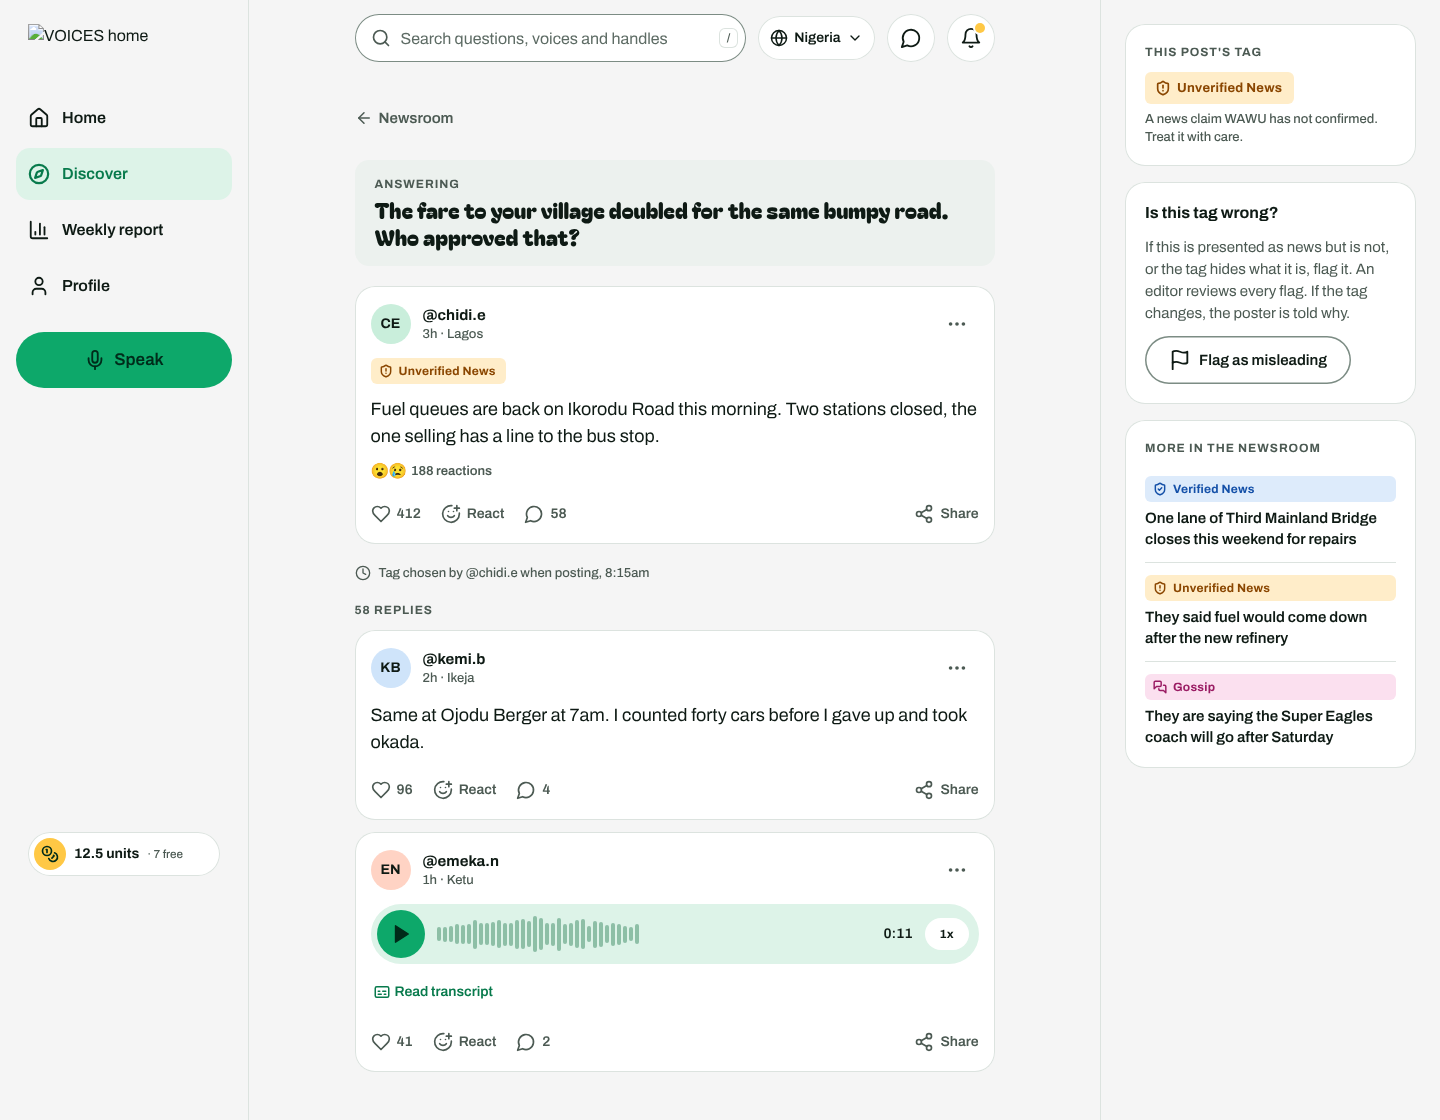 VOICES home
Home
Discover
Weekly report
Profile
Speak
12.5 units · 7 free
Search questions, voices and handles /
Nigeria
Newsroom
ANSWERING
The fare to your village doubled for the same bumpy road.
Who approved that?
CE
@chidi.e
3h · Lagos
Unverified News
Fuel queues are back on Ikorodu Road this morning. Two stations closed, the
one selling has a line to the bus stop.
😮😢 188 reactions
412 React 58 Share
Tag chosen by @chidi.e when posting, 8:15am
58 REPLIES
KB
@kemi.b
2h · Ikeja
Same at Ojodu Berger at 7am. I counted forty cars before I gave up and took
okada.
96 React 4 Share
EN
@emeka.n
1h · Ketu
0:11 1x
Read transcript
41 React 2 Share
THIS POST'S TAG
Unverified News
A news claim WAWU has not confirmed.
Treat it with care.
Is this tag wrong?
If this is presented as news but is not,
or the tag hides what it is, flag it. An
editor reviews every flag. If the tag
changes, the poster is told why.
Flag as misleading
MORE IN THE NEWSROOM
Verified News
One lane of Third Mainland Bridge
closes this weekend for repairs
Unverified News
They said fuel would come down
after the new refinery
Gossip
They are saying the Super Eagles
coach will go after Saturday